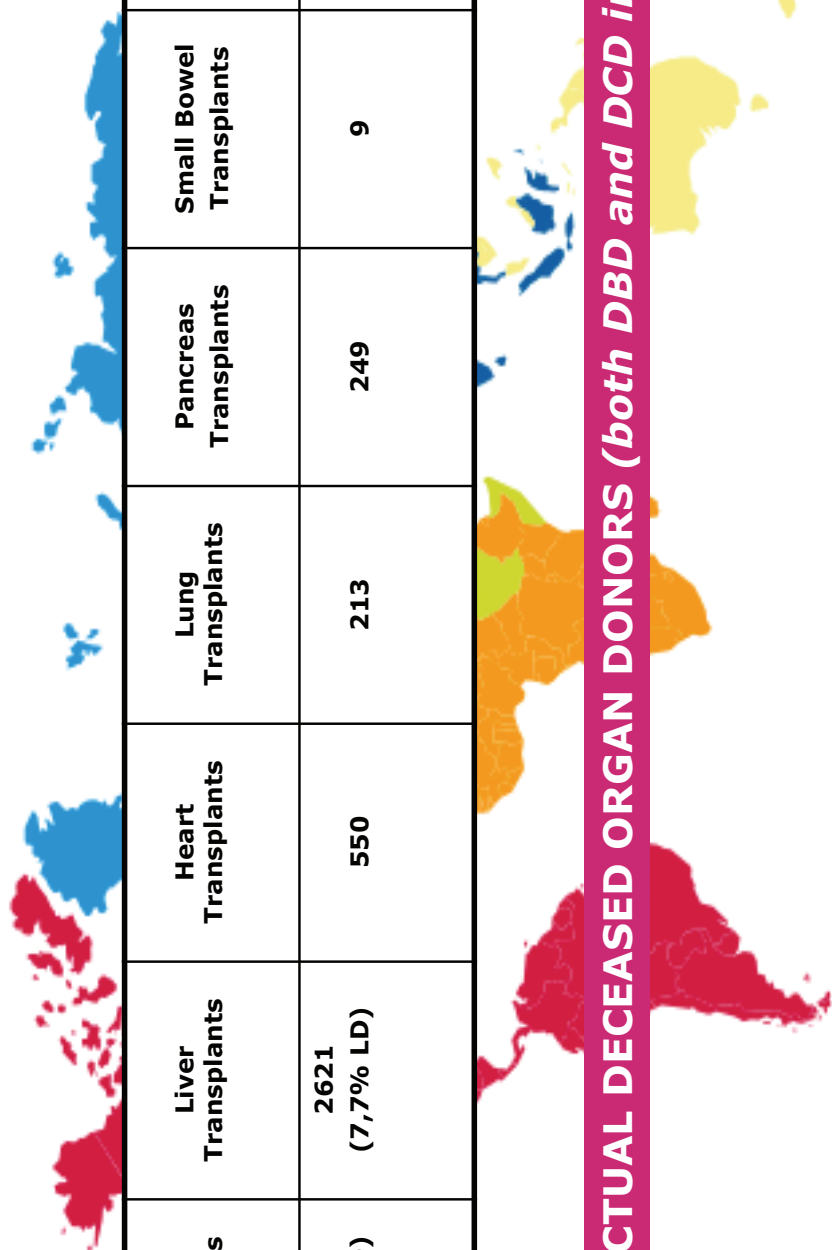 Liver
Transplants
Heart
Transplants
Lung
Transplants
Pancreas
Transplants
Small Bowel
Transplants
2621
(7,7% LD)
550
213
249
9
CTUAL DECEASED ORGAN DONORS (both DBD and DCD